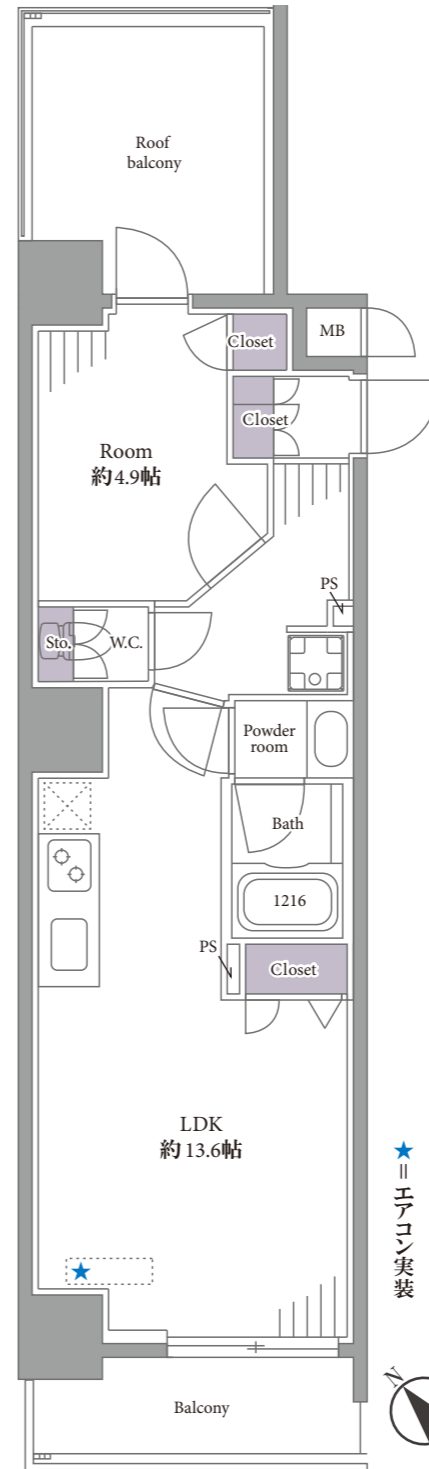 Roof
balcony
MB
Closet
Closet
Room
約4.9帖
PS
Sto.
W.C.
Powder
room
Bath
1216
PS
Closet
LDK
約13.6帖
★=エアコン実装
★
N
Balcony